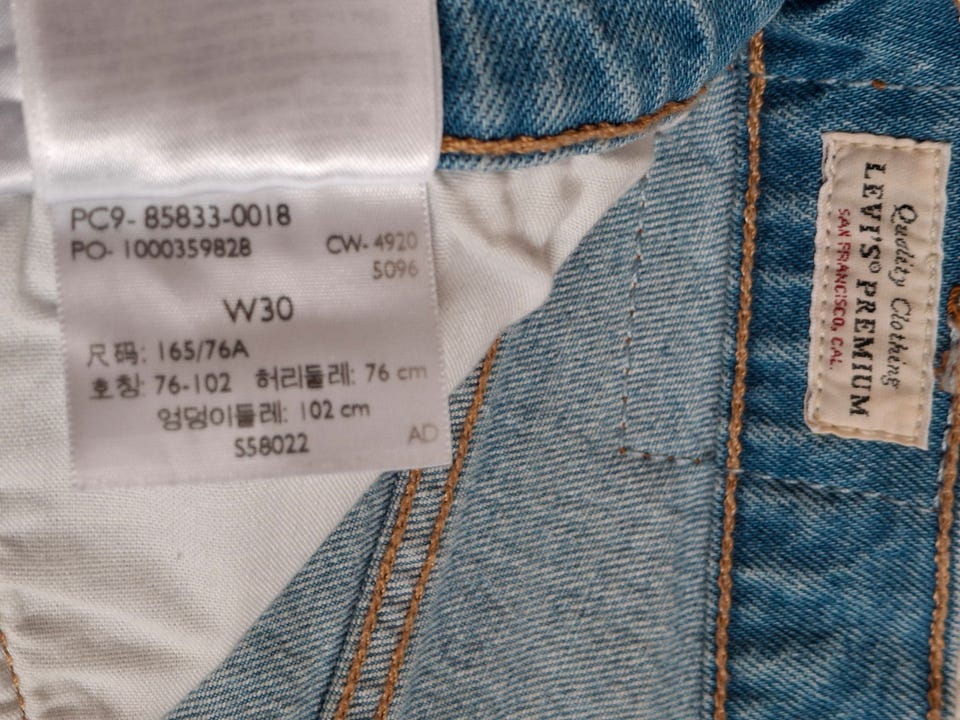 PC9- 85833-0018
PO- 1000359828 CW- 4920
5096
W30
尺码: 165/76A
호칭: 76-102 허리둘레: 76 cm
엉덩이둘레: 102 cm
S58022 AD
Quality Clothing
LEVI'S® PREMIUM
SAN FRANCISCO, CAL.